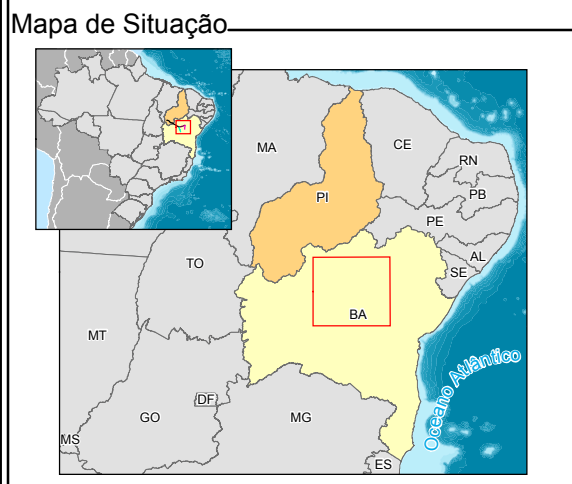 Mapa de Situação
MA
CE
RN
PB
PI
PE
AL
SE
TO
BA
MT
DF
GO
MG
MS
ES
Oceano Atlântico